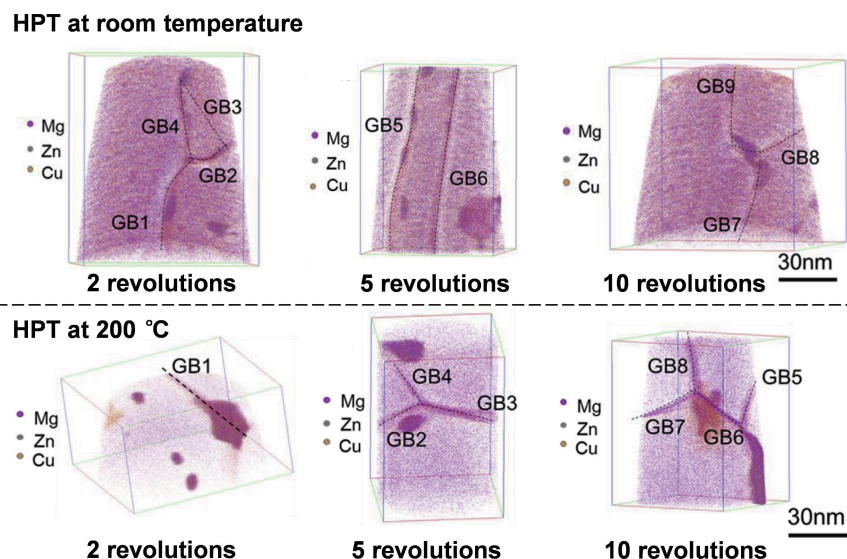 HPT at room temperature
Mg
Zn
Cu
GB4
GB3
GB2
GB1
2 revolutions
Mg
Zn
Cu
GB5
GB6
5 revolutions
Mg
Zn
Cu
GB9
GB8
GB7
10 revolutions
30nm
HPT at 200 °C
Mg
Zn
Cu
GB1
2 revolutions
Mg
Zn
Cu
GB4
GB3
GB2
5 revolutions
Mg
Zn
Cu
GB8
GB5
GB7
GB6
10 revolutions
30nm